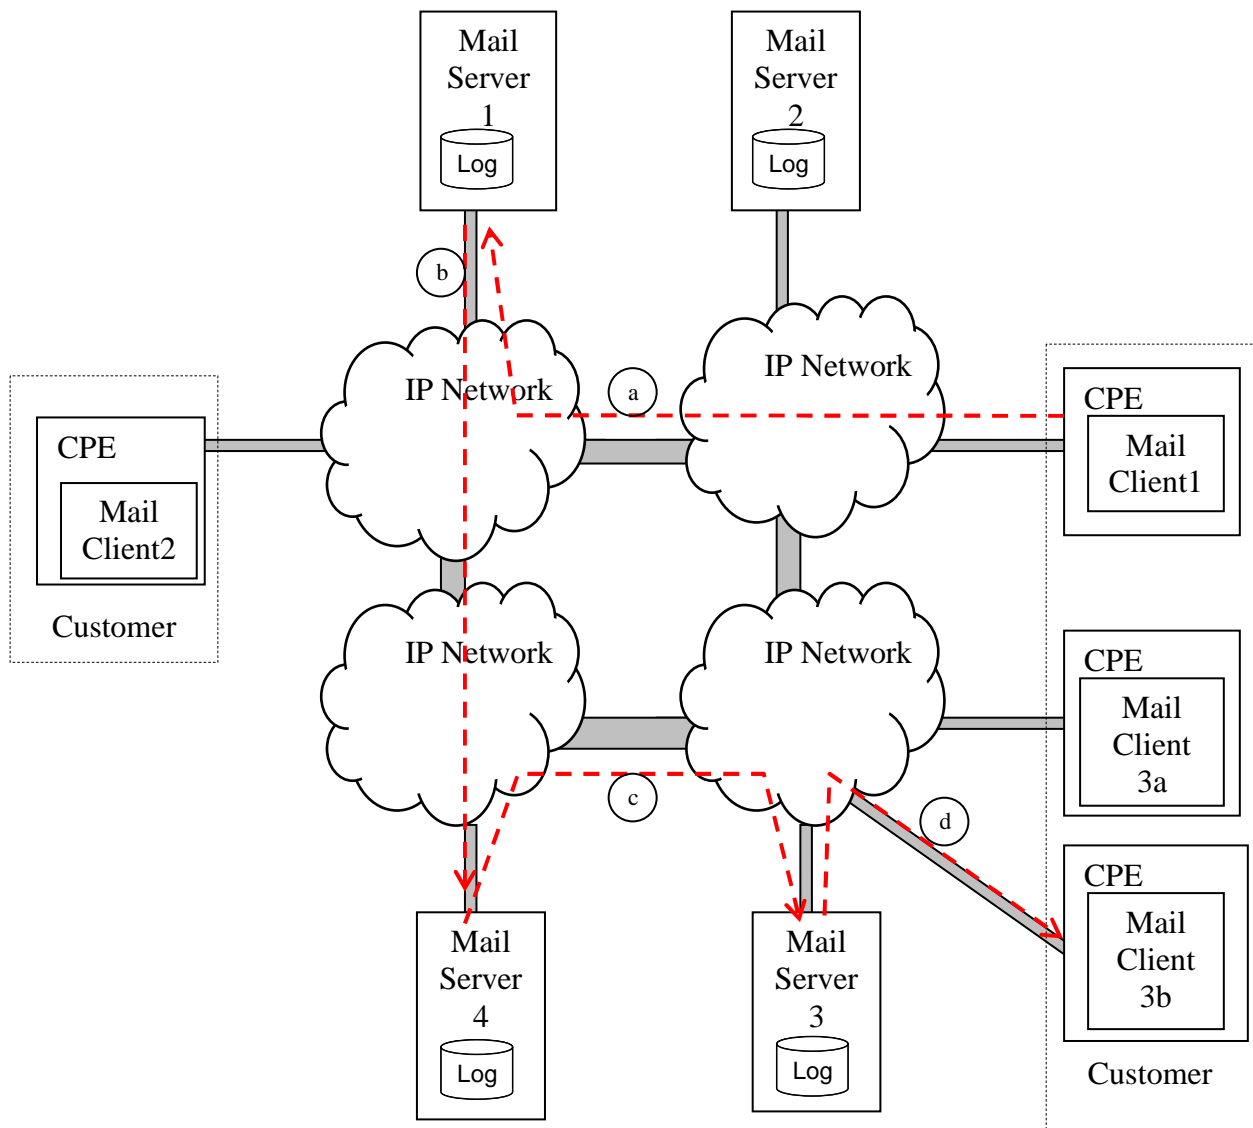 Mail
Server
1
Log
Mail
Server
2
Log
b
IP Network
a
IP Network
CPE
Mail
Client1
CPE
Mail
Client2
Customer
IP Network
IP Network
CPE
Mail
Client
3a
c
d
CPE
Mail
Client
3b
Customer
Mail
Server
4
Log
Mail
Server
3
Log